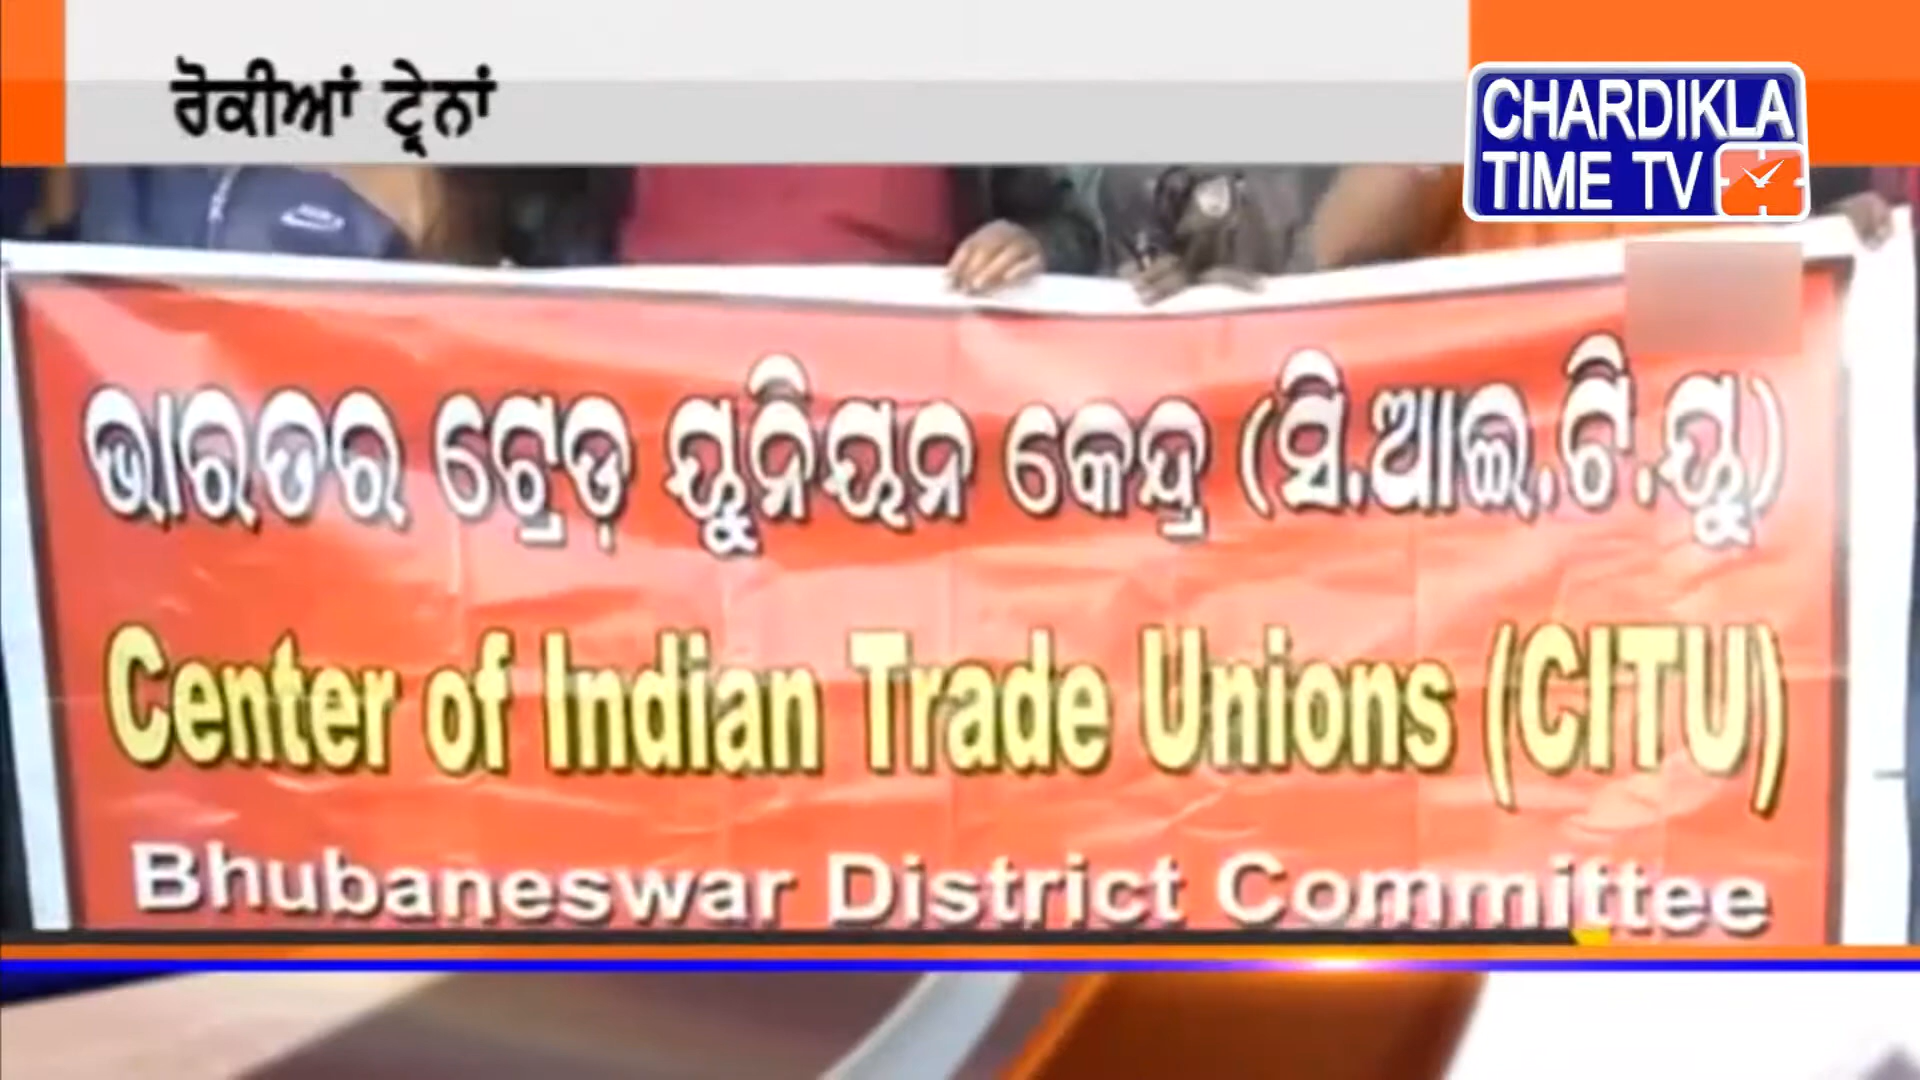 ਰੋਕੀਆਂ ਟ੍ਰੇਨਾਂ
CHARDIKLA
TIME TV
ଭାରତର ଟ୍ରେଡ଼ ୟୁନିୟନ କେନ୍ଦ୍ର (ସି.ଆଇ.ଟି.ୟୁ)
Center of Indian Trade Unions (CITU)
Bhubaneswar District Committee